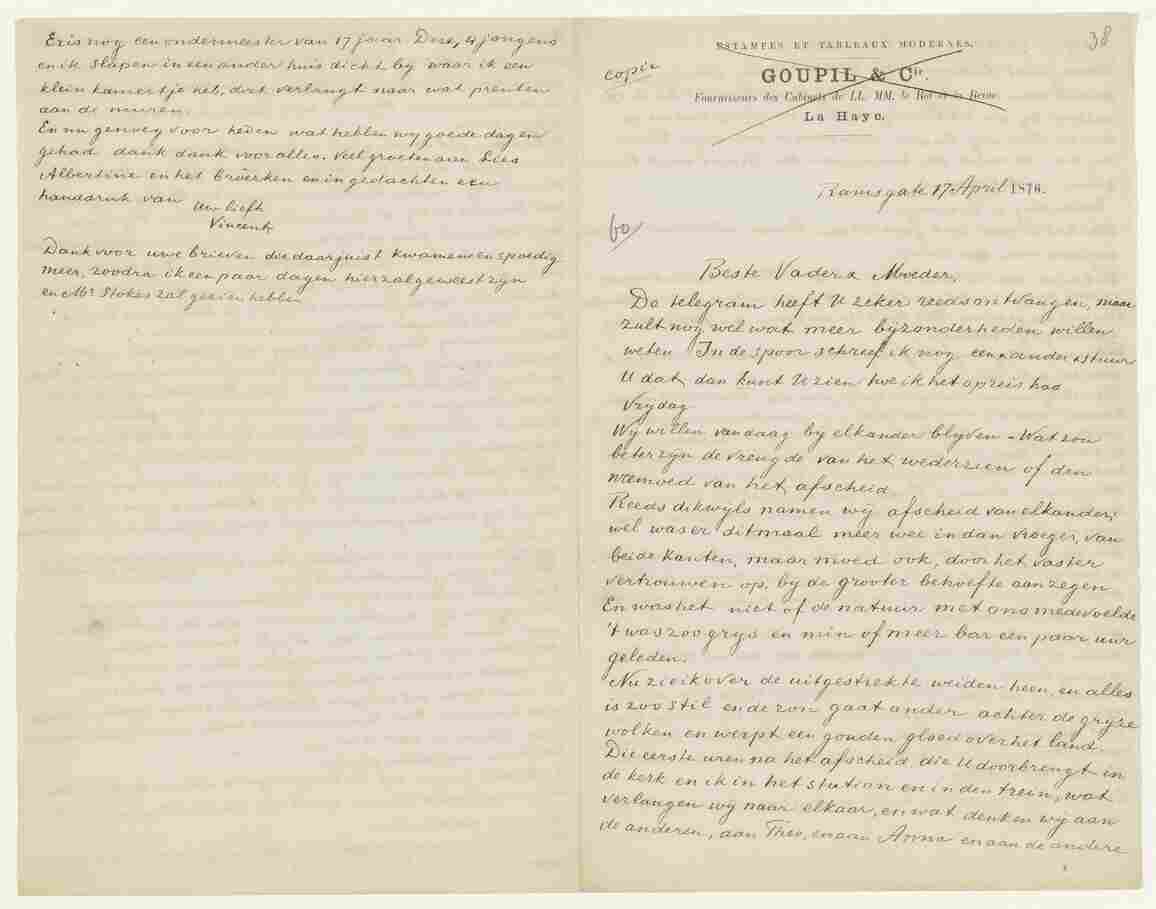 Er is nog een ondermeester van 17 jaar. Deze, 4 jongens
en ik slapen in een ander huis dicht by waar ik een
klein kamertje heb, dat verlangt naar wat prenten
aan de muren.
En nu genoeg voor heden wat hebben wy goede dagen
gehad dank dank voor alles. Veel groeten aan Lies
Albertine en het broêrken en in gedachten een
handdruk van
Uw liefh
Vincent
Dank voor uwe brieven die daar juist kwamen en spoedig
meer, zoodra ik een paar dagen hier zal geweest zyn
en Mr Stokes zal gezien hebben
38
ESTAMPES ET TABLEAUX MODERNES.
copie
GOUPIL & Cie.
Fournisseurs des Cabinets de LL. MM. le Roi et la Reine.
La Haye.
Ramsgate 17 April 1876.
60
Beste Vader & Moeder,
De telegram heeft U zeker reeds ontvangen, maar
zult nog wel wat meer byzonderheden willen
weten In de spoor schreef ik nog een & ander & stuur
U dat, dan kunt U zien hoe ik het op reis had
Vrydag
Wy willen vandaag by elkander blyven - Wat zou
beter zyn de vreugde van het wederzien of den
weemoed van het afscheid
Reeds dikwyls namen wy afscheid van elkander;
wel was er ditmaal meer wee in dan vroeger, van
beide kanten, maar moed ook, door het vaster
vertrouwen op, by de grooter behoefte aan zegen
En was het niet of de natuur met ons medevoelde
't was zoo grys en min of meer bar een paar uur
geleden.
Nu zie ik over de uitgestrekte weiden heen, en alles
is zoo stil en de zon gaat onder achter de gryze
wolken en werpt een gouden gloed over het land.
Die eerste uren na het afscheid, die U doorbrengt in
de kerk en ik in het station en in den trein, wat
verlangen wij naar elkaar, en wat denken wij aan
de anderen, aan Theo, en aan Anna en aan de andere